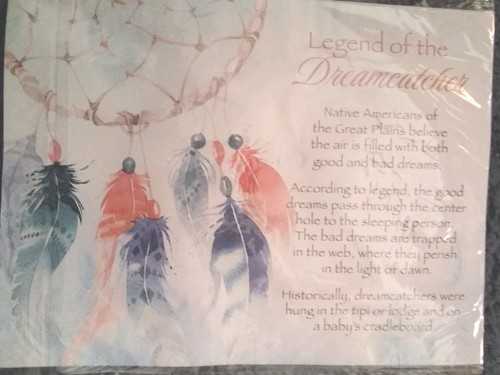 Legend of the
Dreamcatcher
Native Americans of
the Great Plains believe
the air is filled with both
good and bad dreams.
According to legend, the good
dreams pass through the center
hole to the sleeping person.
The bad dreams are trapped
in the web, where they perish
in the light of dawn.
Historically, dreamcatchers were
hung in the tipi or lodge and on
a baby's cradleboard.